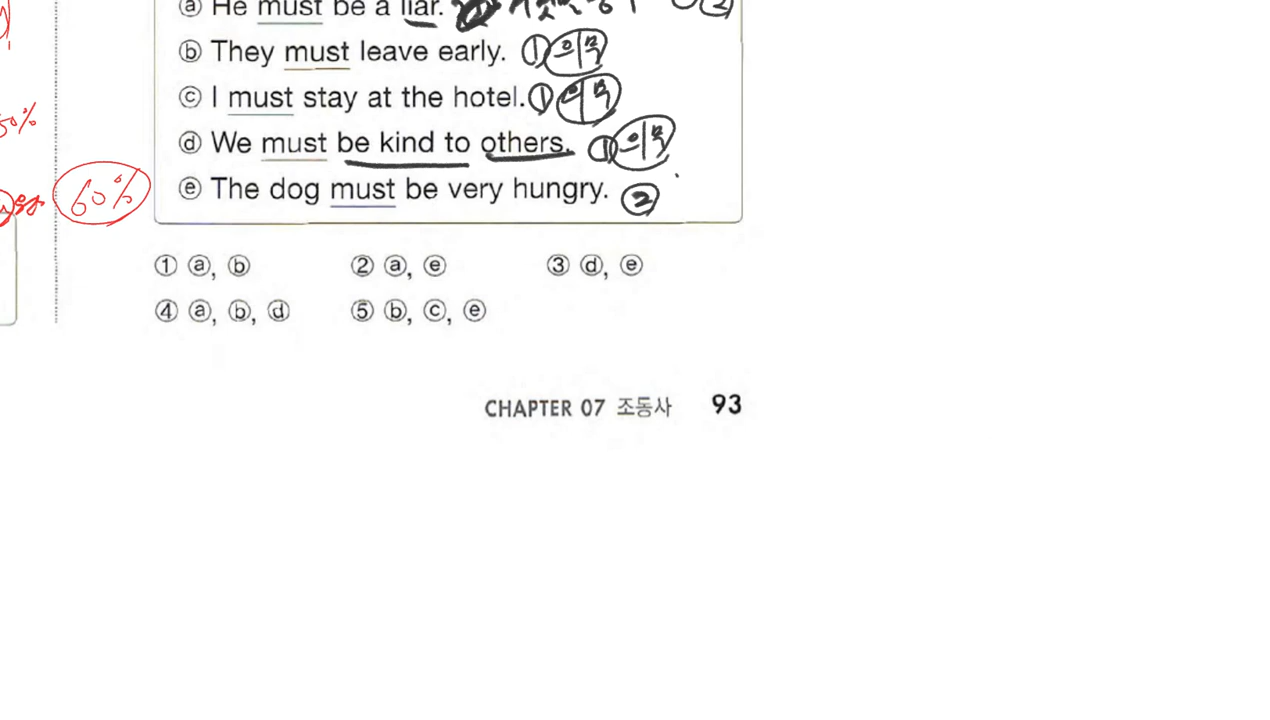 ⓐ He must be a liar. ②
ⓑ They must leave early. ① 의무
50%
ⓒ I must stay at the hotel. ① 의무
ⓓ We must be kind to others. ① 의무
60%
ⓔ The dog must be very hungry. ②
① ⓐ, ⓑ ② ⓐ, ⓔ ③ ⓓ, ⓔ
④ ⓐ, ⓑ, ⓓ ⑤ ⓑ, ⓒ, ⓔ
CHAPTER 07 조동사 93